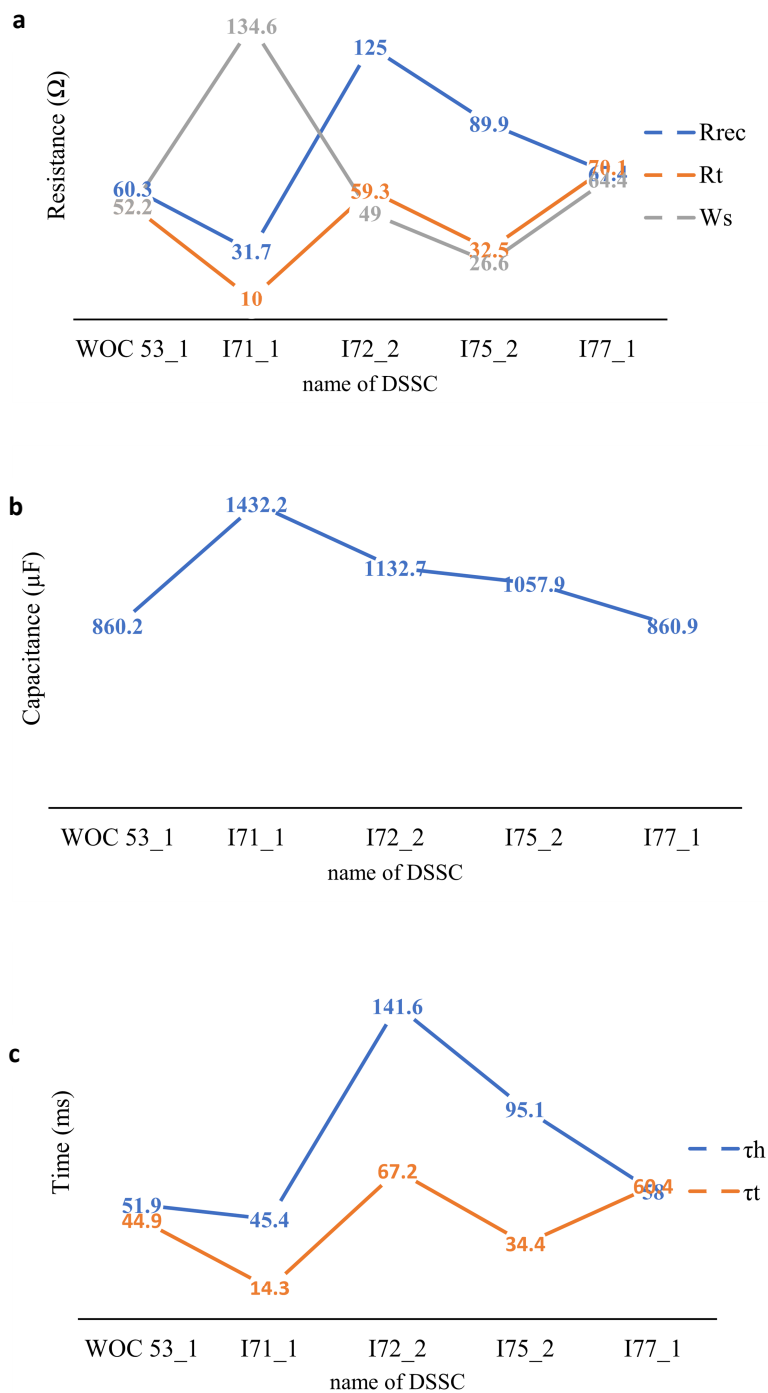 a
134.6
125
Resistance (Ω)
89.9
Rrec
70.1
Rt
64.4
60.3
59.3
52.2
49
Ws
31.7
32.5
26.6
10
WOC 53_1 I71_1 I72_2 I75_2 I77_1
name of DSSC
b
1432.2
Capacitance (μF)
1132.7
1057.9
860.2
860.9
WOC 53_1 I71_1 I72_2 I75_2 I77_1
name of DSSC
141.6
c
Time (ms)
95.1
τh
67.2
60.4
58
τt
51.9
44.9
45.4
34.4
14.3
WOC 53_1 I71_1 I72_2 I75_2 I77_1
name of DSSC